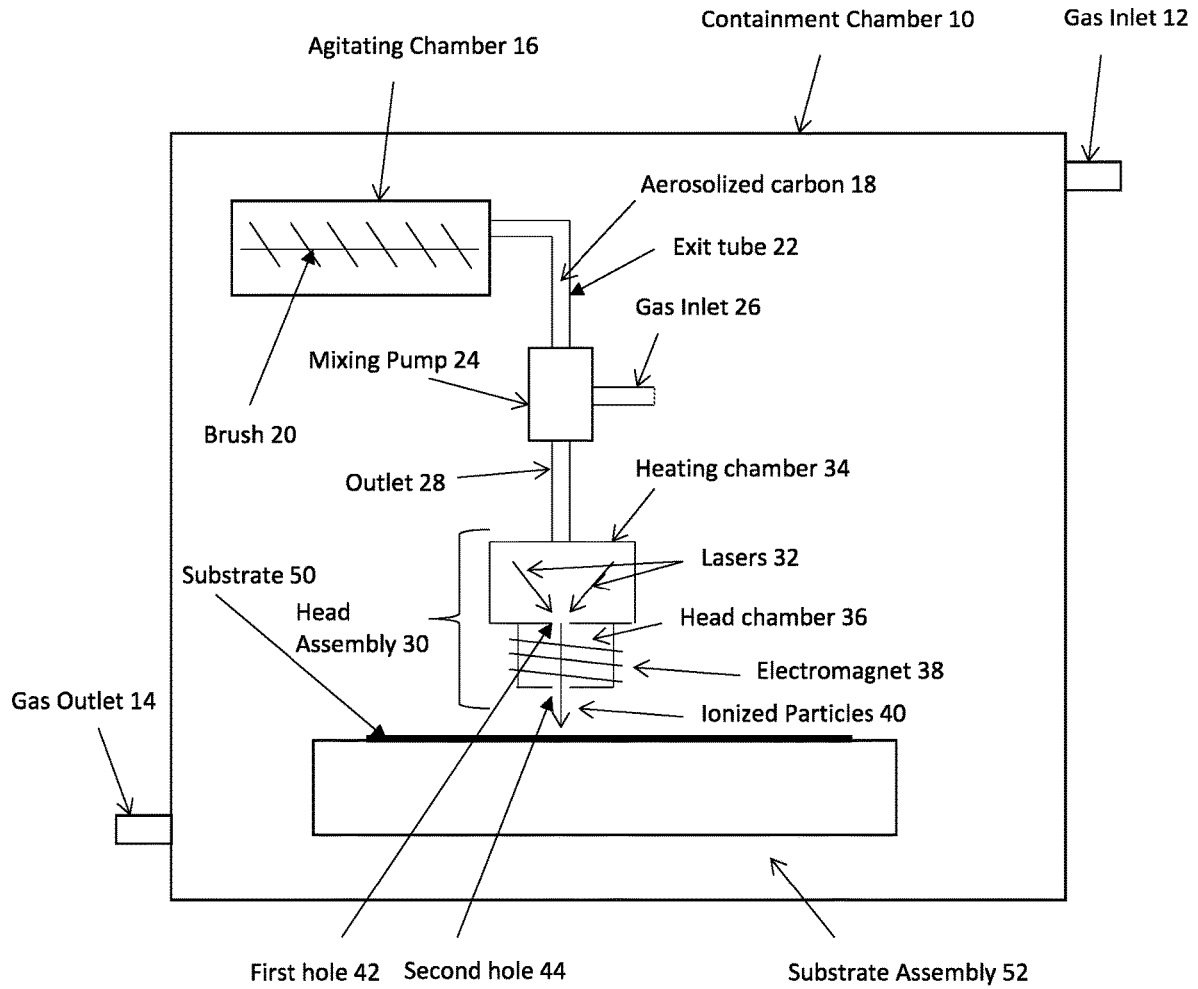 Containment Chamber 10
Gas Inlet 12
Agitating Chamber 16
Aerosolized carbon 18
Exit tube 22
Gas Inlet 26
Mixing Pump 24
Brush 20
Heating chamber 34
Outlet 28
Lasers 32
Substrate 50
Head
Assembly 30
Head chamber 36
Electromagnet 38
Gas Outlet 14
Ionized Particles 40
First hole 42
Second hole 44
Substrate Assembly 52